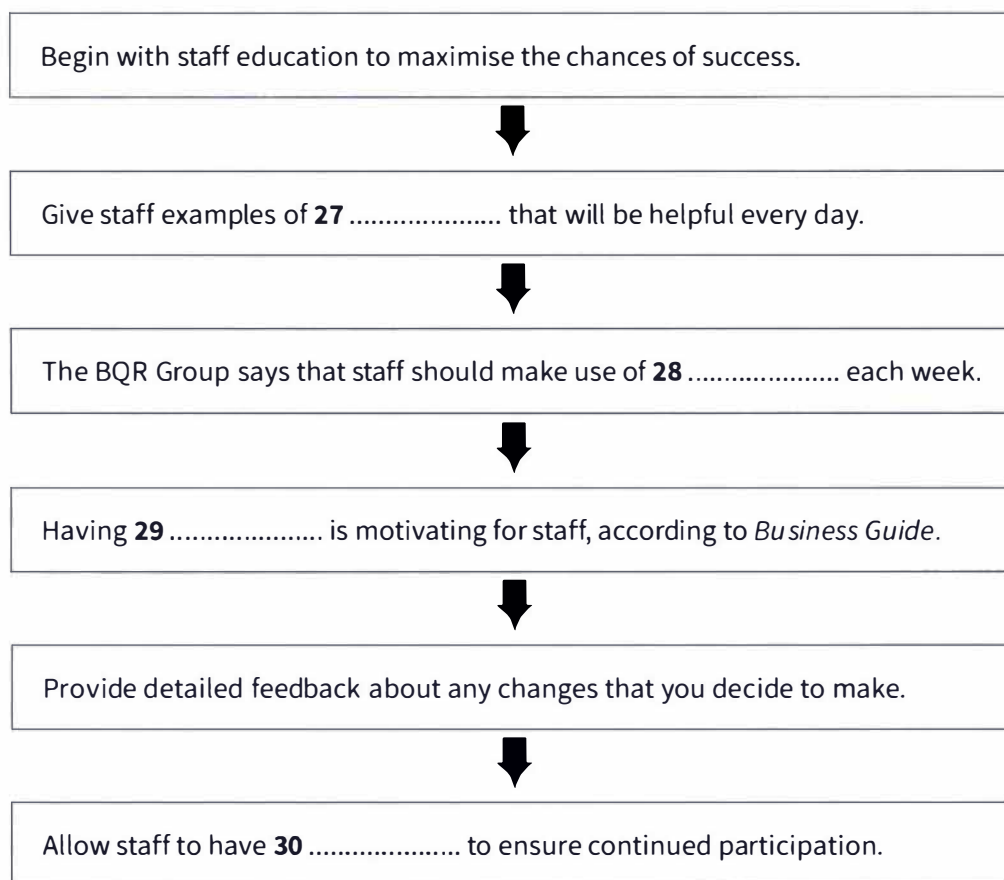 Begin with staff education to maximise the chances of success.
Give staff examples of 27 ..................... that will be helpful every day.
The BQR Group says that staff should make use of 28 ..................... each week.
Having 29 ..................... is motivating for staff, according to Business Guide.
Provide detailed feedback about any changes that you decide to make.
Allow staff to have 30 ..................... to ensure continued participation.